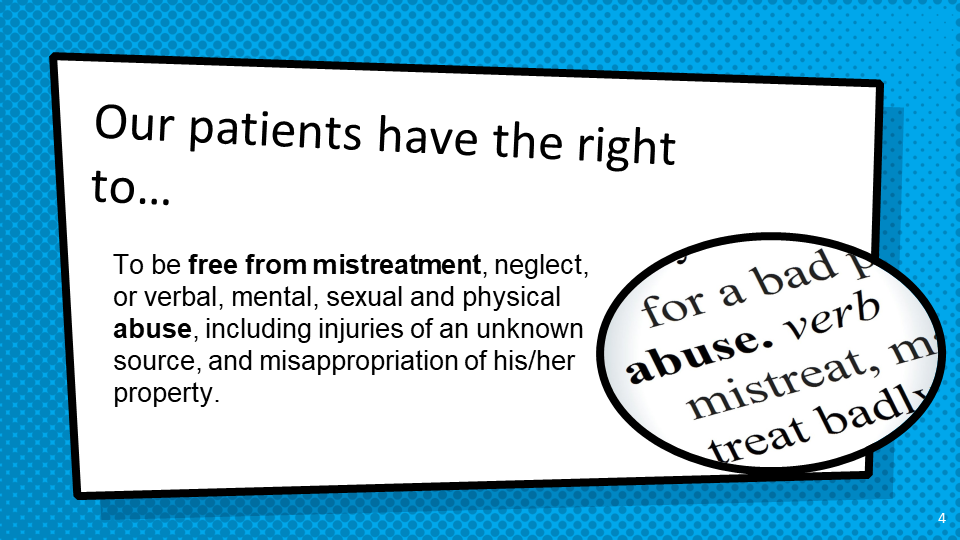 Our patients have the right
to…
To be free from mistreatment, neglect,
or verbal, mental, sexual and physical
abuse, including injuries of an unknown
source, and misappropriation of his/her
property.
for a bad p
abuse. verb
mistreat, m
treat badly
4